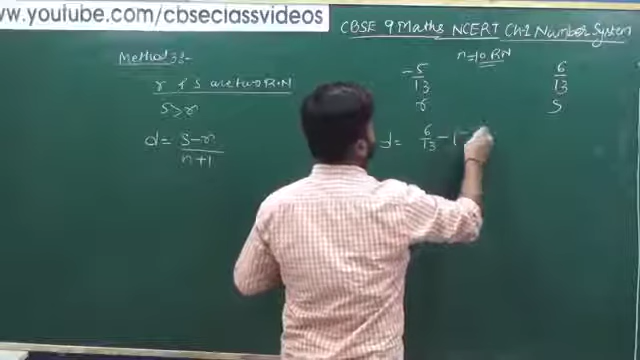 www.youtube.com/cbseclassvideos
CBSE 9 Maths NCERT Ch-1 Number System
Method 3:-
r & s are two R.N
s > r
d = s-r / n+1
n=10 R.N
-5/13 6/13
r s
d = 6/13 - (-